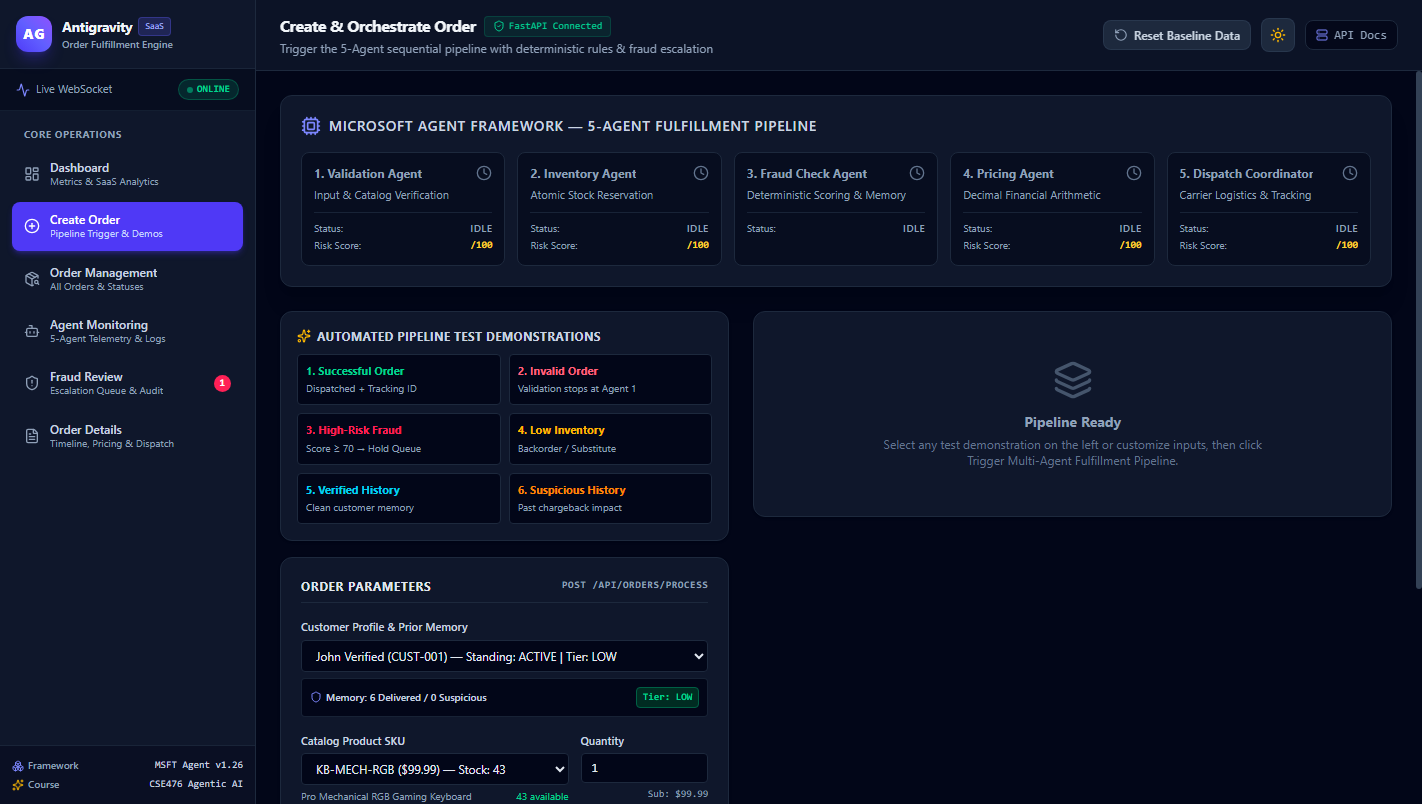 AG
Antigravity SaaS
Order Fulfillment Engine
Live WebSocket ONLINE
CORE OPERATIONS
Dashboard
Metrics & SaaS Analytics
Create Order
Pipeline Trigger & Demos
Order Management
All Orders & Statuses
Agent Monitoring
5-Agent Telemetry & Logs
Fraud Review
Escalation Queue & Audit
1
Order Details
Timeline, Pricing & Dispatch
Framework MSFT Agent v1.26
Course CSE476 Agentic AI
Create & Orchestrate Order FastAPI Connected
Trigger the 5-Agent sequential pipeline with deterministic rules & fraud escalation
Reset Baseline Data
API Docs
MICROSOFT AGENT FRAMEWORK — 5-AGENT FULFILLMENT PIPELINE
1. Validation Agent
Input & Catalog Verification
Status: IDLE
Risk Score: /100
2. Inventory Agent
Atomic Stock Reservation
Status: IDLE
Risk Score: /100
3. Fraud Check Agent
Deterministic Scoring & Memory
Status: IDLE
4. Pricing Agent
Decimal Financial Arithmetic
Status: IDLE
Risk Score: /100
5. Dispatch Coordinator
Carrier Logistics & Tracking
Status: IDLE
Risk Score: /100
AUTOMATED PIPELINE TEST DEMONSTRATIONS
1. Successful Order
Dispatched + Tracking ID
2. Invalid Order
Validation stops at Agent 1
3. High-Risk Fraud
Score ≥ 70 → Hold Queue
4. Low Inventory
Backorder / Substitute
5. Verified History
Clean customer memory
6. Suspicious History
Past chargeback impact
Pipeline Ready
Select any test demonstration on the left or customize inputs, then click
Trigger Multi-Agent Fulfillment Pipeline.
ORDER PARAMETERS POST /API/ORDERS/PROCESS
Customer Profile & Prior Memory
John Verified (CUST-001) — Standing: ACTIVE | Tier: LOW
Memory: 6 Delivered / 0 Suspicious Tier: LOW
Catalog Product SKU Quantity
KB-MECH-RGB ($99.99) — Stock: 43 1
Pro Mechanical RGB Gaming Keyboard 43 available Sub: $99.99